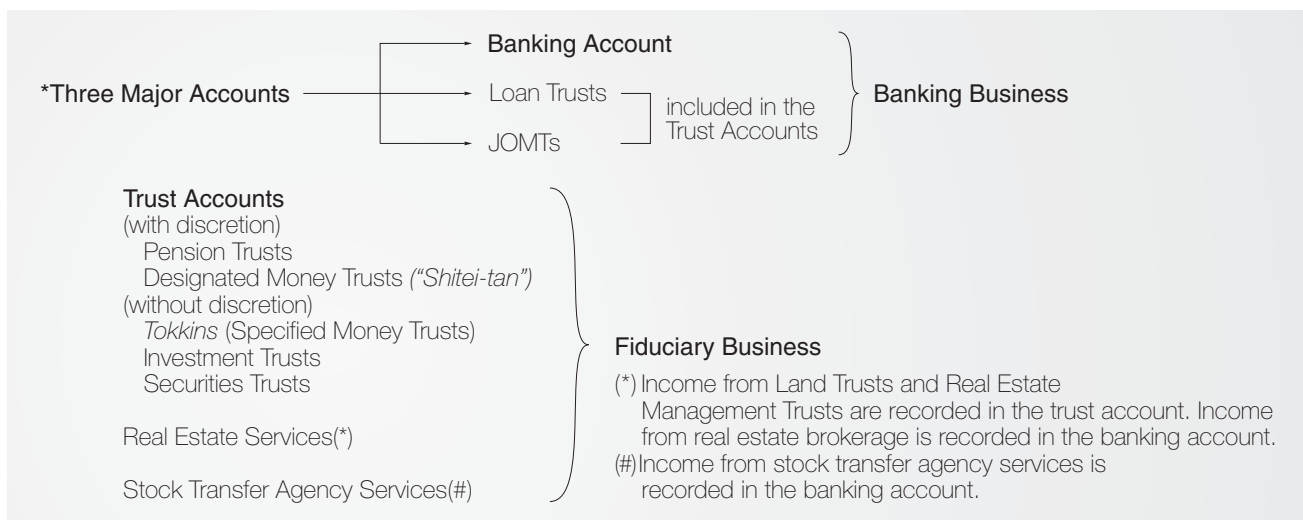 Banking Account
*Three Major Accounts
Loan Trusts
JOMTs
included in the
Trust Accounts
Banking Business
Trust Accounts
(with discretion)
Pension Trusts
Designated Money Trusts (“Shitei-tan”)
(without discretion)
Tokkins (Specified Money Trusts)
Investment Trusts
Securities Trusts
Real Estate Services(*)
Stock Transfer Agency Services(#)
Fiduciary Business
(*) Income from Land Trusts and Real Estate
Management Trusts are recorded in the trust account. Income
from real estate brokerage is recorded in the banking account.
(#)Income from stock transfer agency services is
recorded in the banking account.